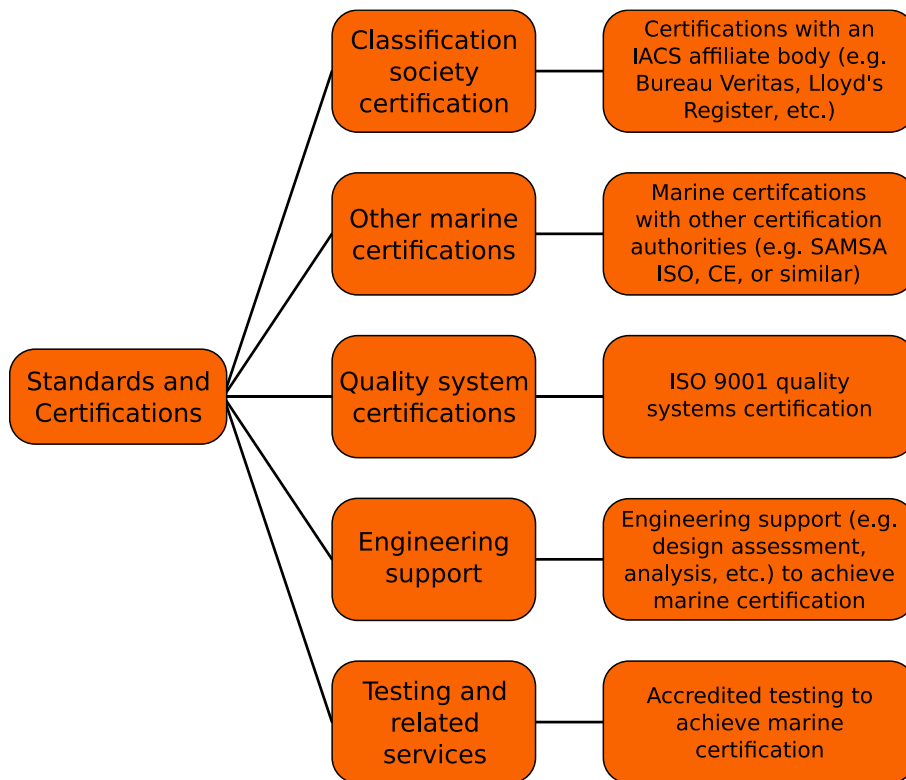 Classification
society
certification
Certifications with an
IACS affiliate body (e.g.
Bureau Veritas, Lloyd's
Register, etc.)
Other marine
certifications
Marine certifcations
with other certification
authorities (e.g. SAMSA
ISO, CE, or similar)
Standards and
Certifications
Quality system
certifications
ISO 9001 quality
systems certification
Engineering
support
Engineering support (e.g.
design assessment,
analysis, etc.) to achieve
marine certification
Testing and
related
services
Accredited testing to
achieve marine
certification